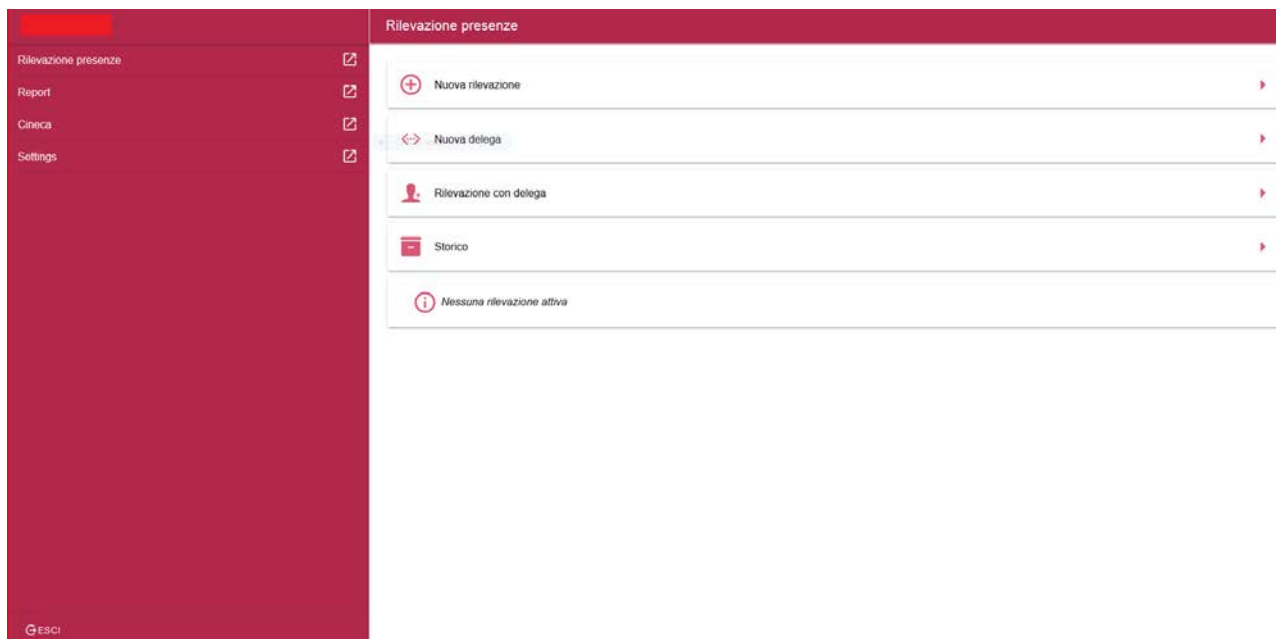 Rilevazione presenze
Report
Cineca
Settings
ESCI
Rilevazione presenze
Nuova rilevazione
Nuova delega
Rilevazione con delega
Storico
Nessuna rilevazione attiva